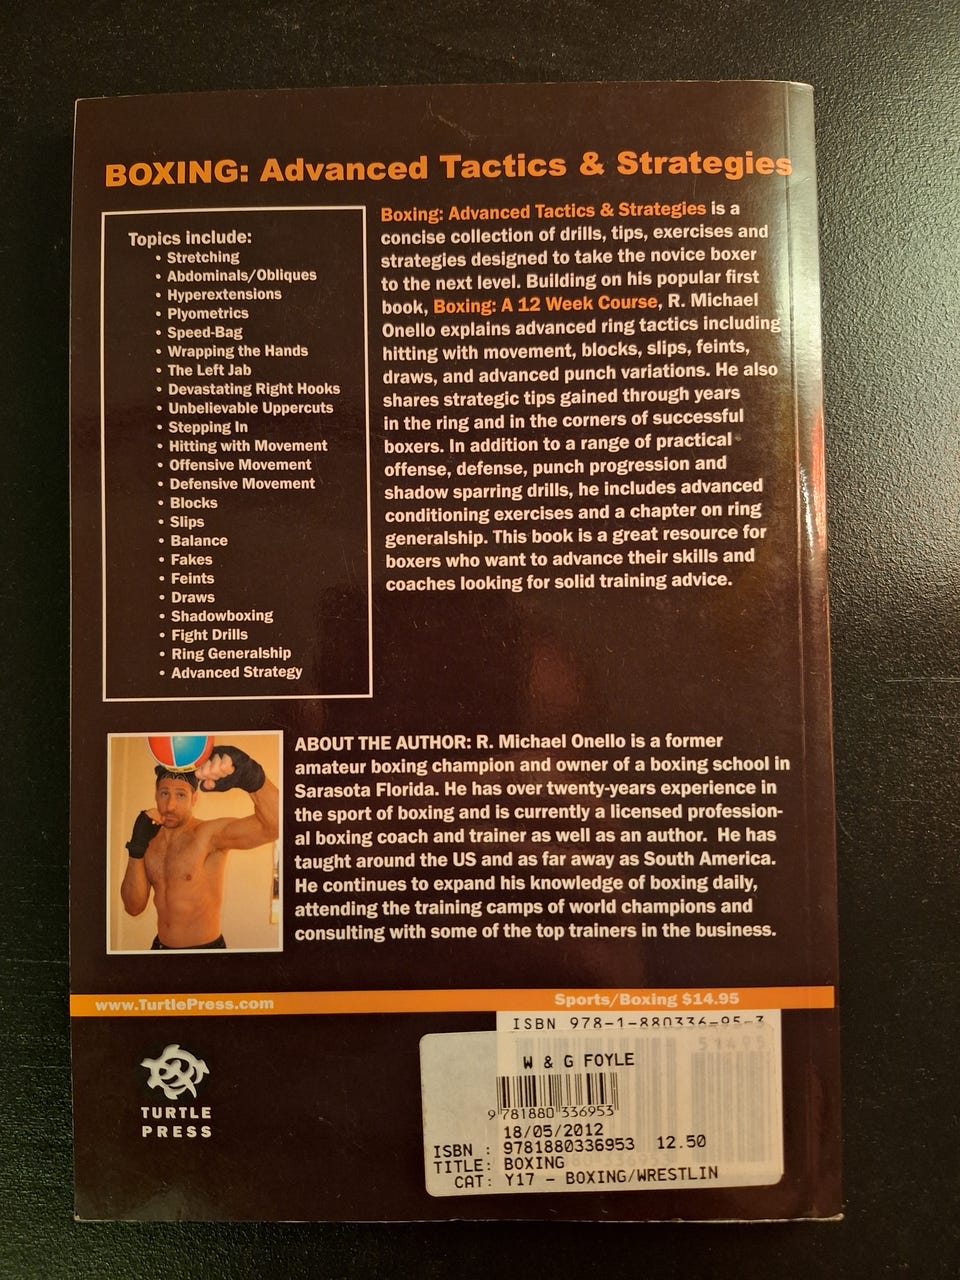 BOXING: Advanced Tactics & Strategies
Topics include:
• Stretching
• Abdominals/Obliques
• Hyperextensions
• Plyometrics
• Speed-Bag
• Wrapping the Hands
• The Left Jab
• Devastating Right Hooks
• Unbelievable Uppercuts
• Stepping In
• Hitting with Movement
• Offensive Movement
• Defensive Movement
• Blocks
• Slips
• Balance
• Fakes
• Feints
• Draws
• Shadowboxing
• Fight Drills
• Ring Generalship
• Advanced Strategy
Boxing: Advanced Tactics & Strategies is a
concise collection of drills, tips, exercises and
strategies designed to take the novice boxer
to the next level. Building on his popular first
book, Boxing: A 12 Week Course, R. Michael
Onello explains advanced ring tactics including
hitting with movement, blocks, slips, feints,
draws, and advanced punch variations. He also
shares strategic tips gained through years
in the ring and in the corners of successful
boxers. In addition to a range of practical
offense, defense, punch progression and
shadow sparring drills, he includes advanced
conditioning exercises and a chapter on ring
generalship. This book is a great resource for
boxers who want to advance their skills and
coaches looking for solid training advice.
ABOUT THE AUTHOR: R. Michael Onello is a former
amateur boxing champion and owner of a boxing school in
Sarasota Florida. He has over twenty-years experience in
the sport of boxing and is currently a licensed profession-
al boxing coach and trainer as well as an author. He has
taught around the US and as far away as South America.
He continues to expand his knowledge of boxing daily,
attending the training camps of world champions and
consulting with some of the top trainers in the business.
www.TurtlePress.com
Sports/Boxing $14.95
TURTLE
PRESS
ISBN 978-1-880336-95-3
51495
W & G FOYLE
9 781880 336953
18/05/2012
ISBN : 9781880336953 12.50
TITLE: BOXING
CAT: Y17 - BOXING/WRESTLIN